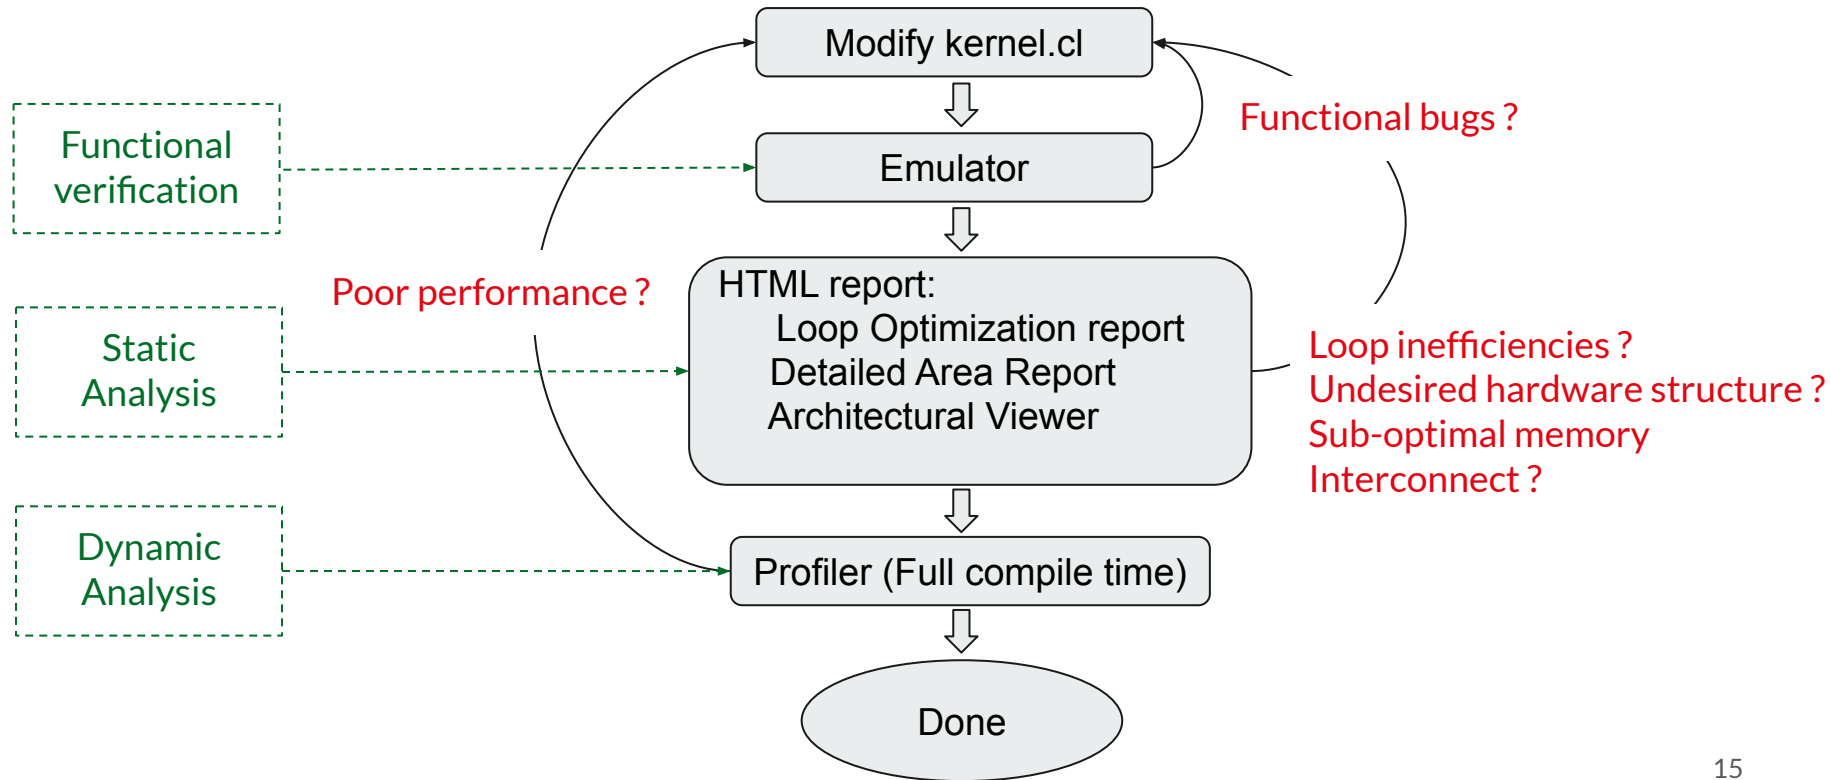 Modify kernel.cl
Functional bugs ?
Functional
verification
Emulator
Poor performance ?
HTML report:
Loop Optimization report
Detailed Area Report
Architectural Viewer
Static
Analysis
Loop inefficiencies ?
Undesired hardware structure ?
Sub-optimal memory
Interconnect ?
Dynamic
Analysis
Profiler (Full compile time)
Done
15